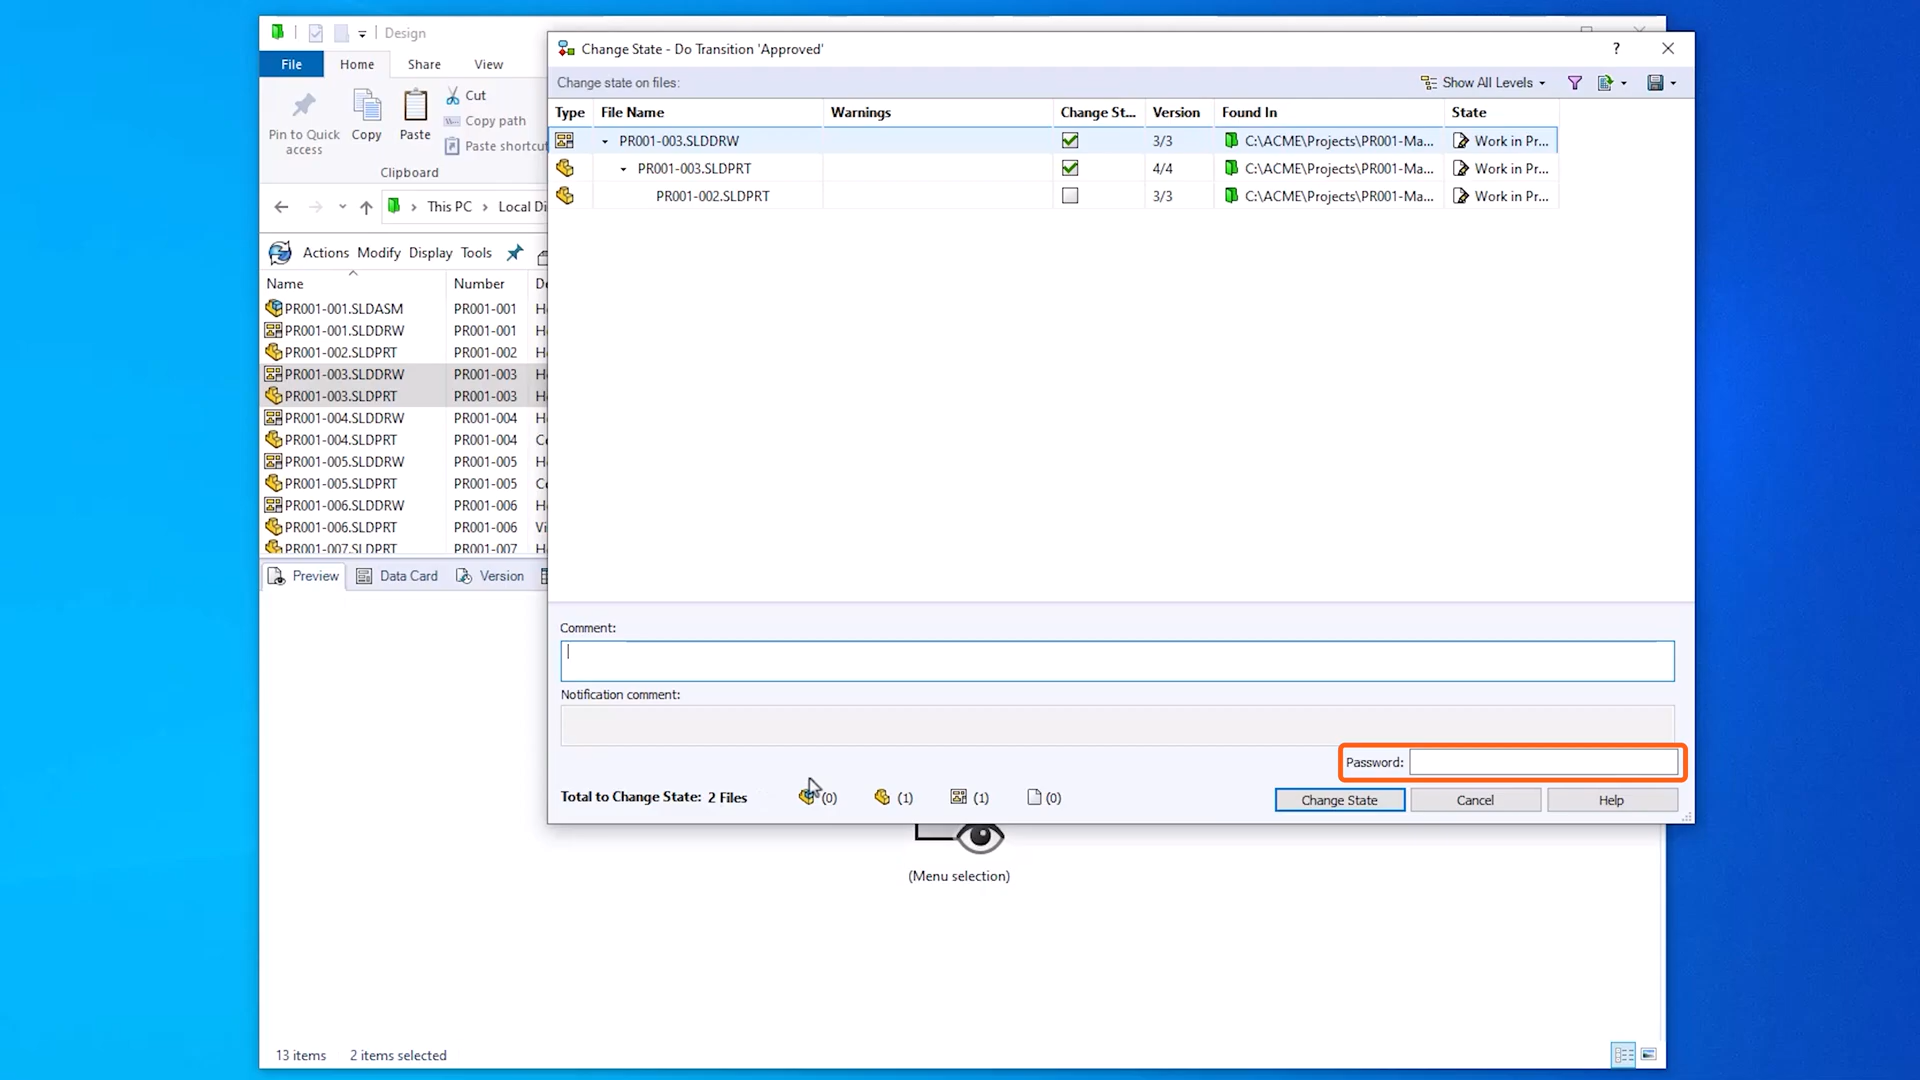 Design
File Home Share View
Pin to Quick access
Copy
Paste
Cut
Copy path
Paste shortcu
Clipboard
This PC Local Di
Actions Modify Display Tools
Name Number De
PR001-001.SLDASM PR001-001
PR001-001.SLDDRW PR001-001
PR001-002.SLDPRT PR001-002
PR001-003.SLDDRW PR001-003
PR001-003.SLDPRT PR001-003
PR001-004.SLDDRW PR001-004
PR001-004.SLDPRT PR001-004
PR001-005.SLDDRW PR001-005
PR001-005.SLDPRT PR001-005
PR001-006.SLDDRW PR001-006
PR001-006.SLDPRT PR001-006 Vi
PR001-007.SLDPRT PR001-007
Preview Data Card Version
Change State - Do Transition 'Approved' ?
Change state on files: Show All Levels
Type File Name Warnings Change St... Version Found In State
PR001-003.SLDDRW 3/3 C:\ACME\Projects\PR001-Ma... Work in Pr...
PR001-003.SLDPRT 4/4 C:\ACME\Projects\PR001-Ma... Work in Pr...
PR001-002.SLDPRT 3/3 C:\ACME\Projects\PR001-Ma... Work in Pr...
Comment:
Notification comment:
Password:
Total to Change State: 2 Files (0) (1) (1) (0)
Change State Cancel Help
(Menu selection)
13 items 2 items selected